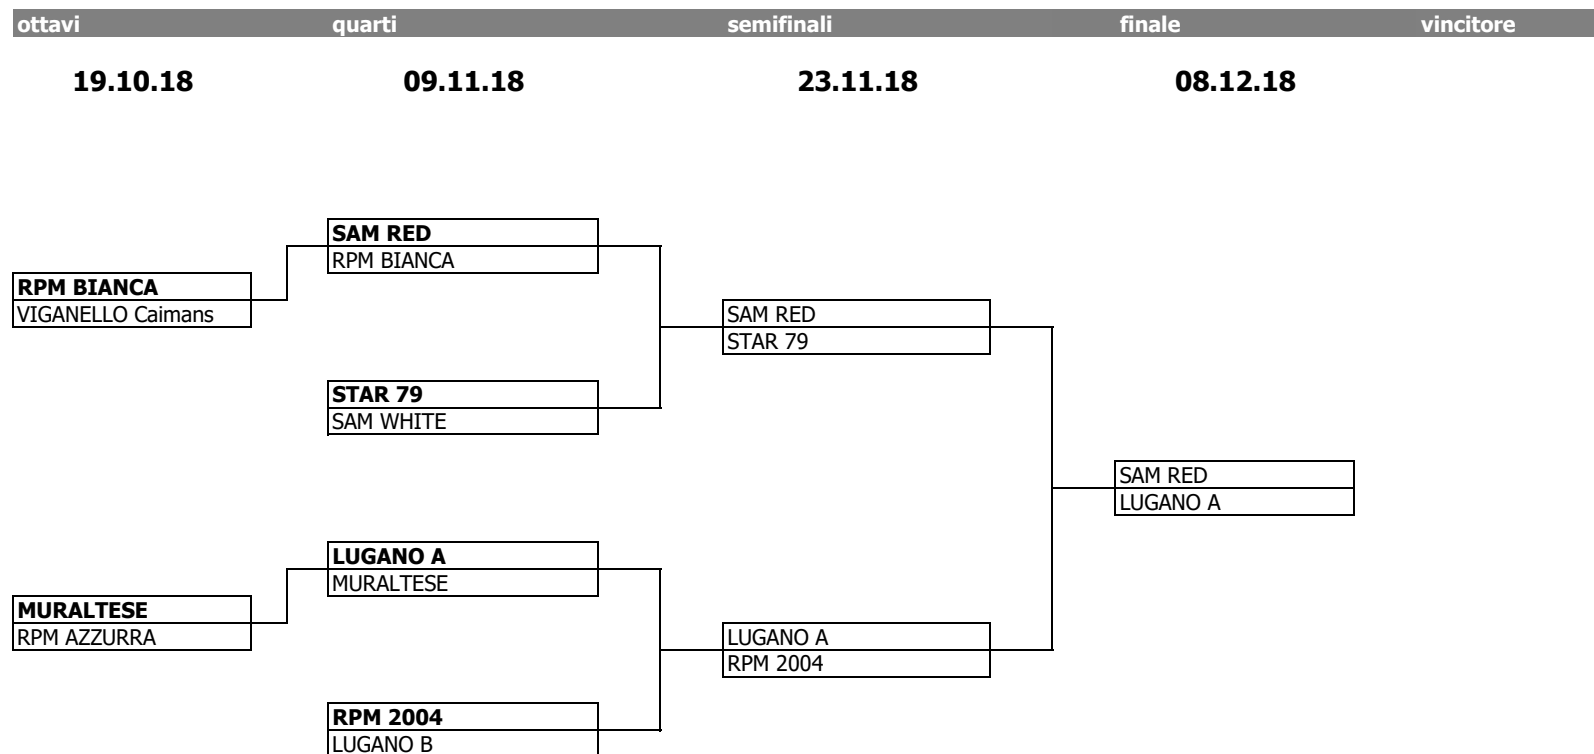 ottavi quarti semifinali finale vincitore
19.10.18 09.11.18 23.11.18 08.12.18
SAM RED
RPM BIANCA
RPM BIANCA
VIGANELLO Caimans
SAM RED
STAR 79
STAR 79
SAM WHITE
SAM RED
LUGANO A
LUGANO A
MURALTESE
MURALTESE
RPM AZZURRA
LUGANO A
RPM 2004
RPM 2004
LUGANO B